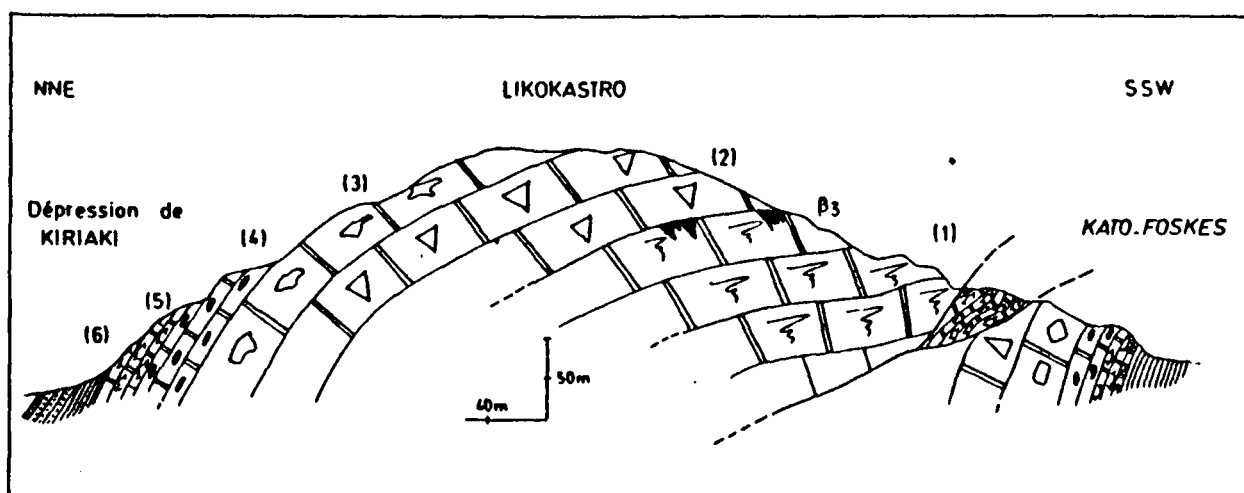 NNE
LIKOKASTRO
SSW
(2)
(3)
Dépression de
KIRIAKI
β3
(4)
(1)
KATO-FOSKES
(5)
(6)
50m
40m